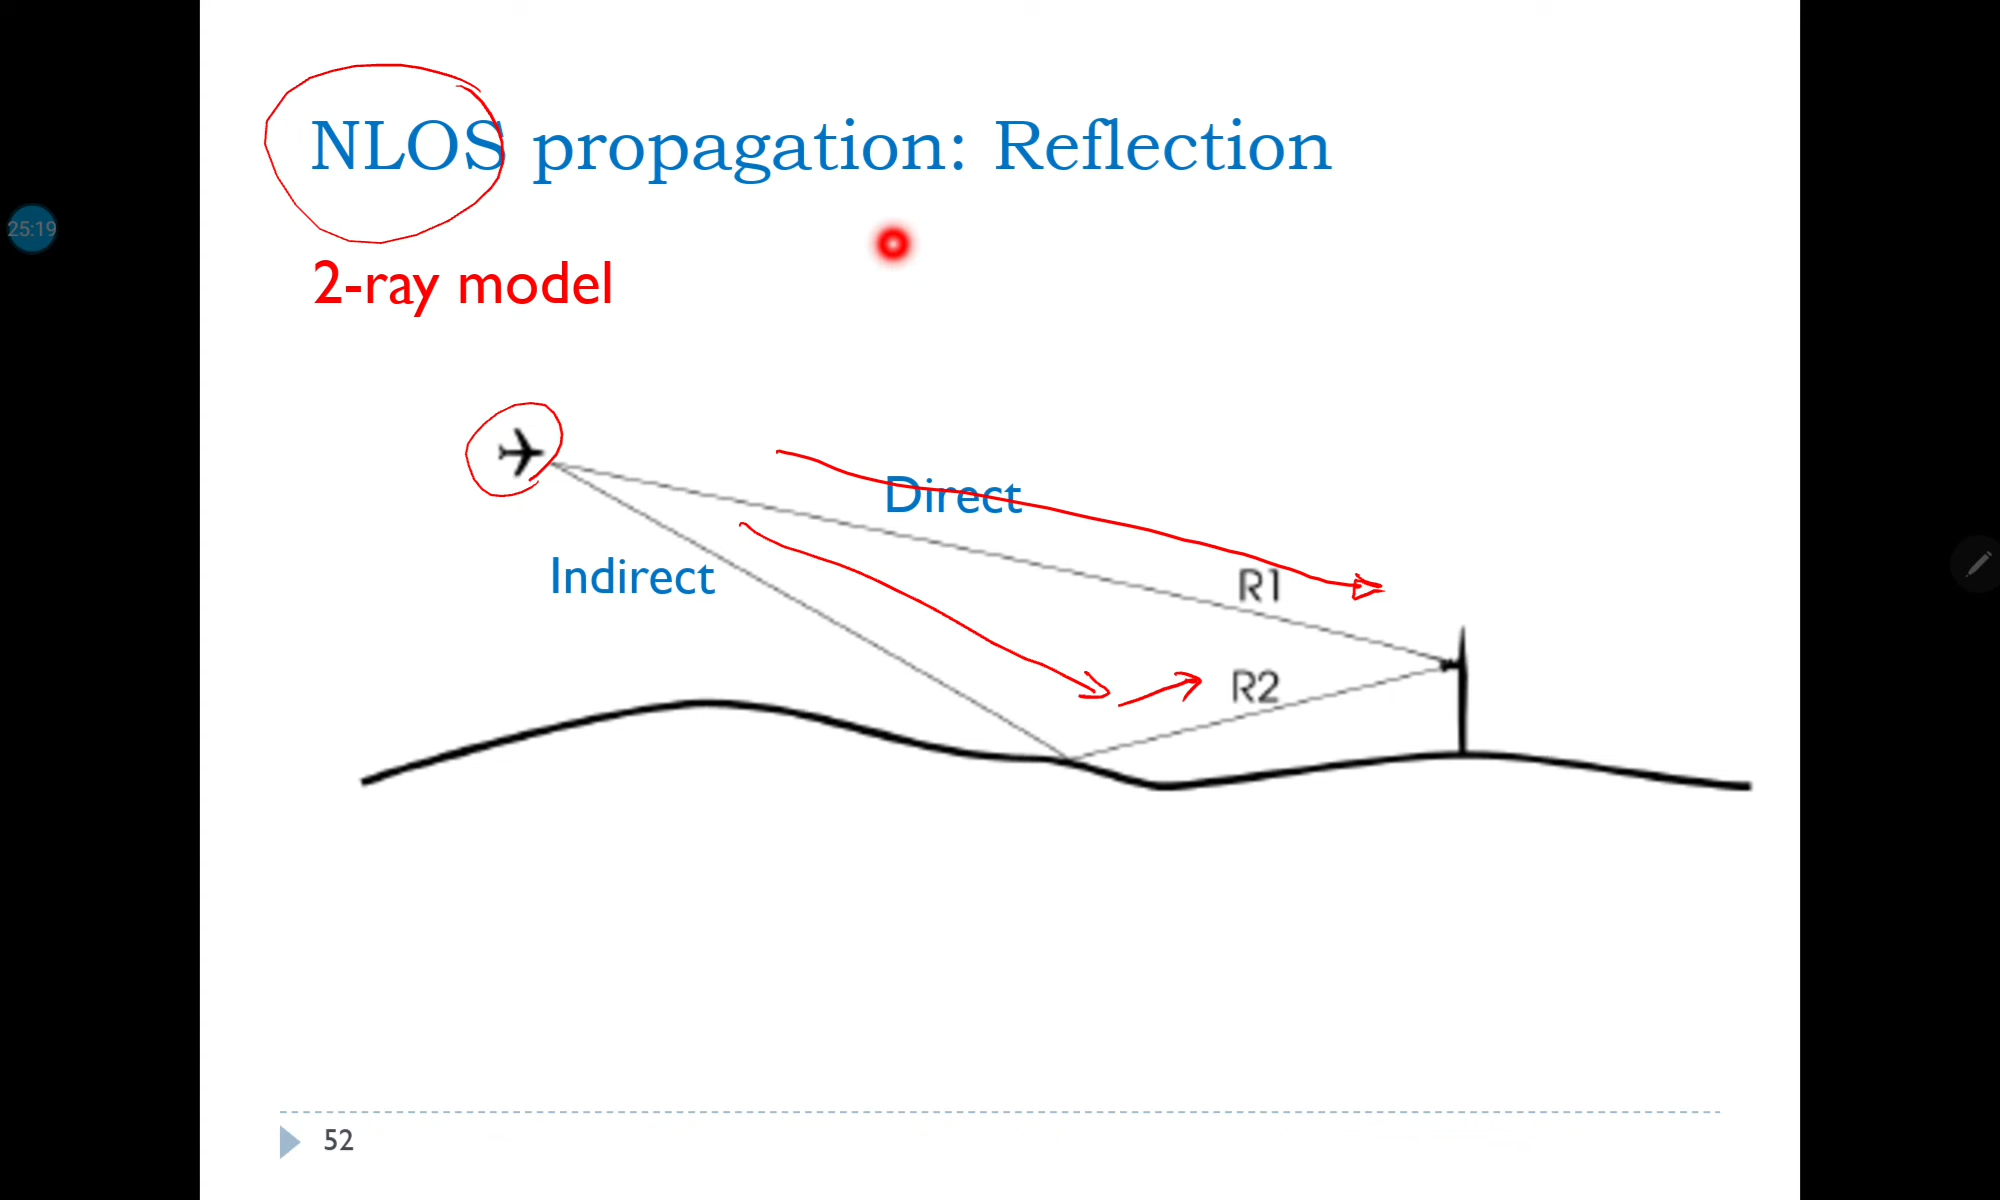 NLOS propagation: Reflection
25:19
2-ray model
Direct
Indirect
R1
R2
52